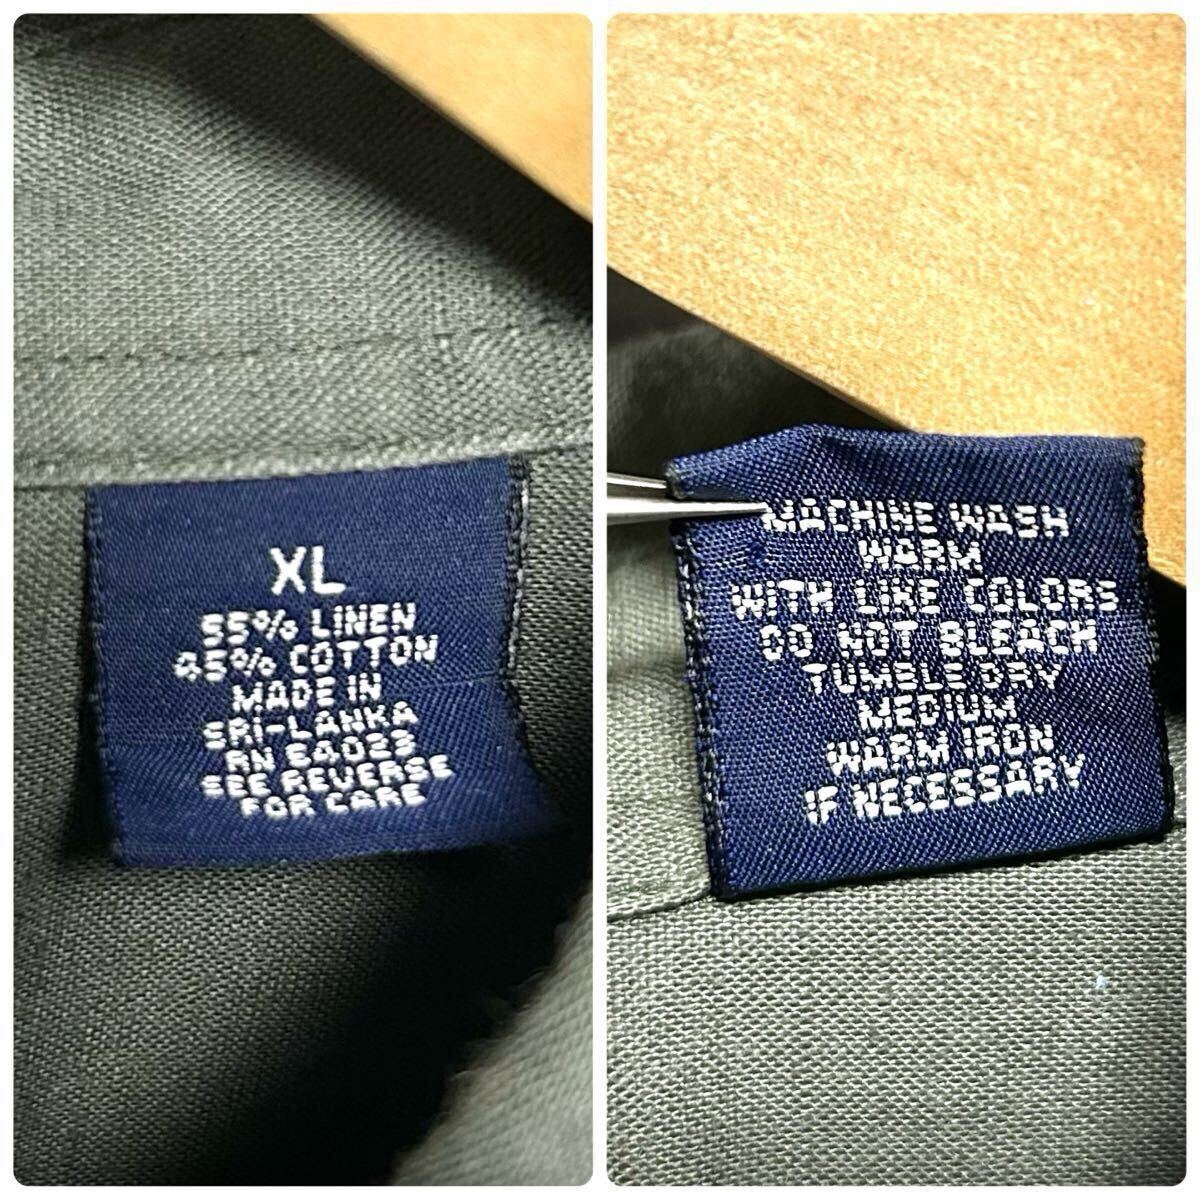 XL
55% LINEN
45% COTTON
MADE IN
SRI-LANKA
RN 54023
SEE REVERSE
FOR CARE
MACHINE WASH
WARM
WITH LIKE COLORS
DO NOT BLEACH
TUMBLE DRY
MEDIUM
WARM IRON
IF NECESSARY